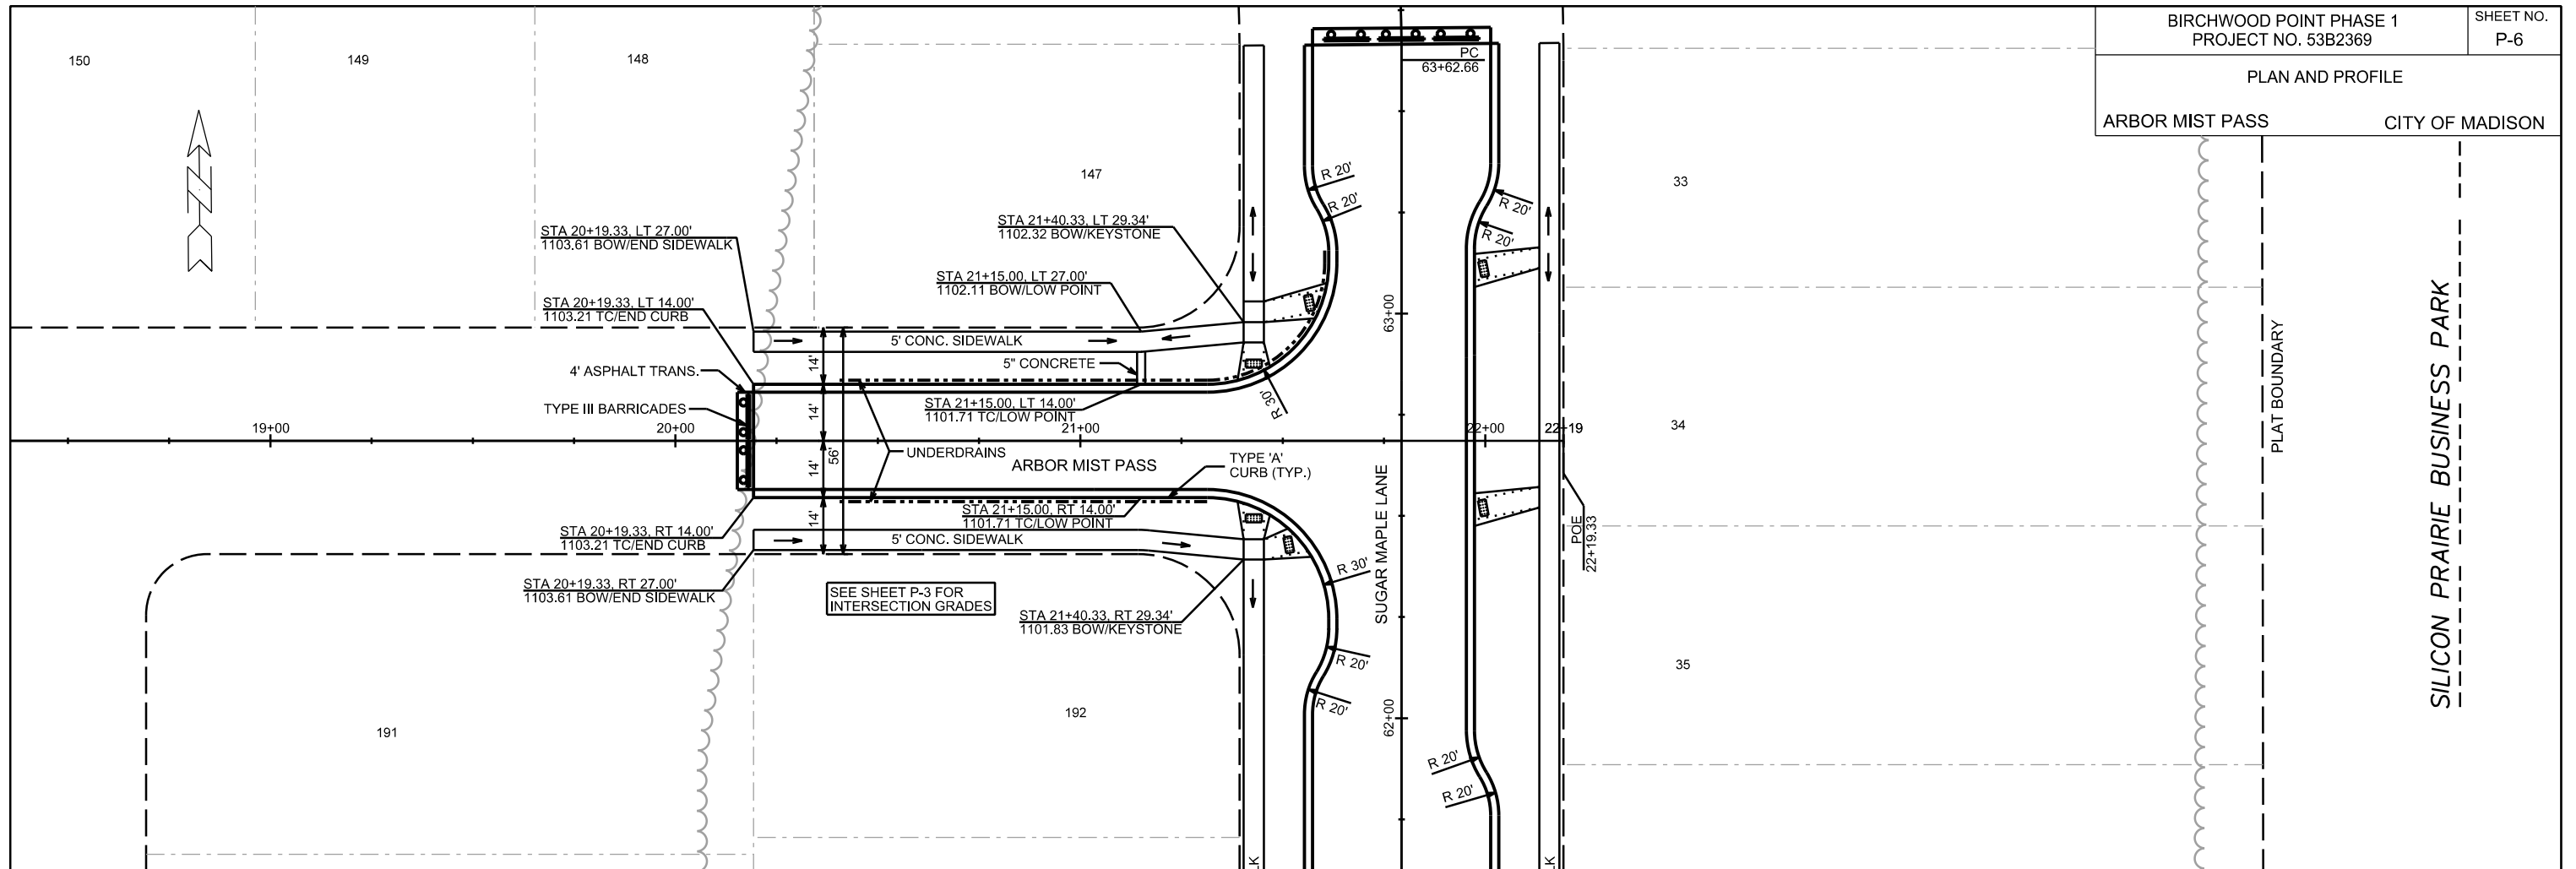 BIRCHWOOD POINT PHASE 1
PROJECT NO. 53B2369
SHEET NO.
P-6
PLAN AND PROFILE
ARBOR MIST PASS
CITY OF MADISON
150
149
148
147
33
PC
63+62.66
R 20'
R 20'
R 20'
R 20'
STA 20+19.33, LT 27.00'
1103.61 BOW/END SIDEWALK
STA 21+40.33, LT 29.34'
1102.32 BOW/KEYSTONE
STA 21+15.00, LT 27.00'
1102.11 BOW/LOW POINT
STA 20+19.33, LT 14.00'
1103.21 TC/END CURB
63+00
5' CONC. SIDEWALK
14'
5" CONCRETE
4' ASPHALT TRANS.
TYPE III BARRICADES
STA 21+15.00, LT 14.00'
1101.71 TC/LOW POINT
R 30'
14'
19+00
20+00
21+00
22+00
22+19
34
56'
14'
UNDERDRAINS
ARBOR MIST PASS
TYPE 'A'
CURB (TYP.)
STA 21+15.00, RT 14.00'
1101.71 TC/LOW POINT
14'
STA 20+19.33, RT 14.00'
1103.21 TC/END CURB
5' CONC. SIDEWALK
STA 20+19.33, RT 27.00'
1103.61 BOW/END SIDEWALK
SEE SHEET P-3 FOR
INTERSECTION GRADES
STA 21+40.33, RT 29.34'
1101.83 BOW/KEYSTONE
R 30'
SUGAR MAPLE LANE
POE
22+19.33
PLAT BOUNDARY
SILICON PRAIRIE BUSINESS PARK
R 20'
R 20'
35
191
192
62+00
R 20'
R 20'
LK
LK